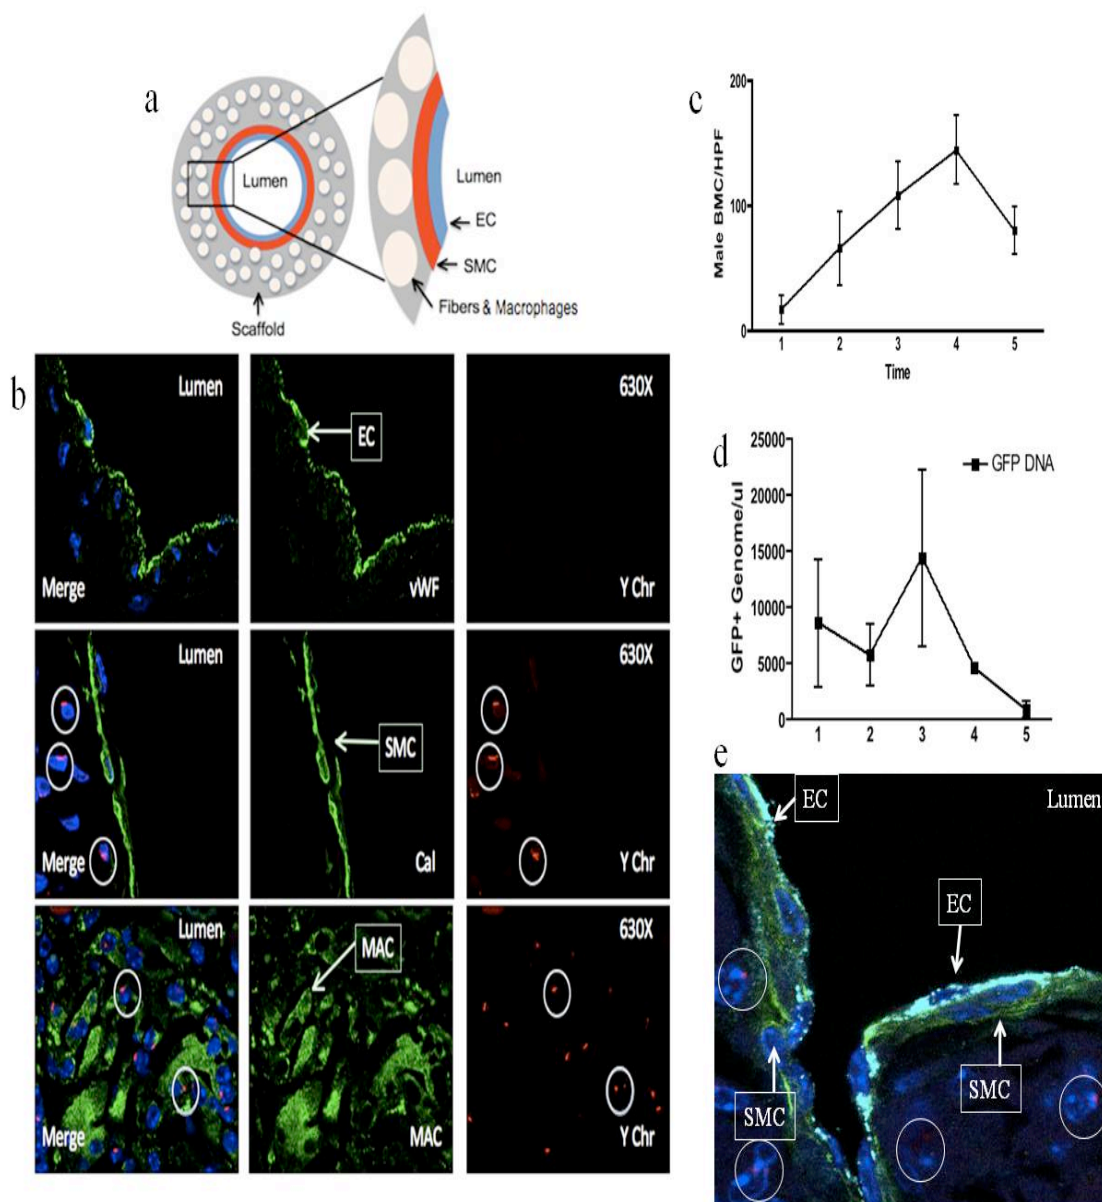 a
Lumen
Lumen
EC
SMC
Fibers & Macrophages
Scaffold
b
Lumen
Merge
EC
vWF
630X
Y Chr
Lumen
Merge
SMC
Cal
630X
Y Chr
Lumen
Merge
MAC
MAC
630X
Y Chr
c
200
100
0
Male BMC/HPF
1 2 3 4 5
Time
d
25000
20000
15000
10000
5000
0
GFP+ Genome/ul
GFP DNA
1 2 3 4 5
e
EC
Lumen
EC
SMC
SMC